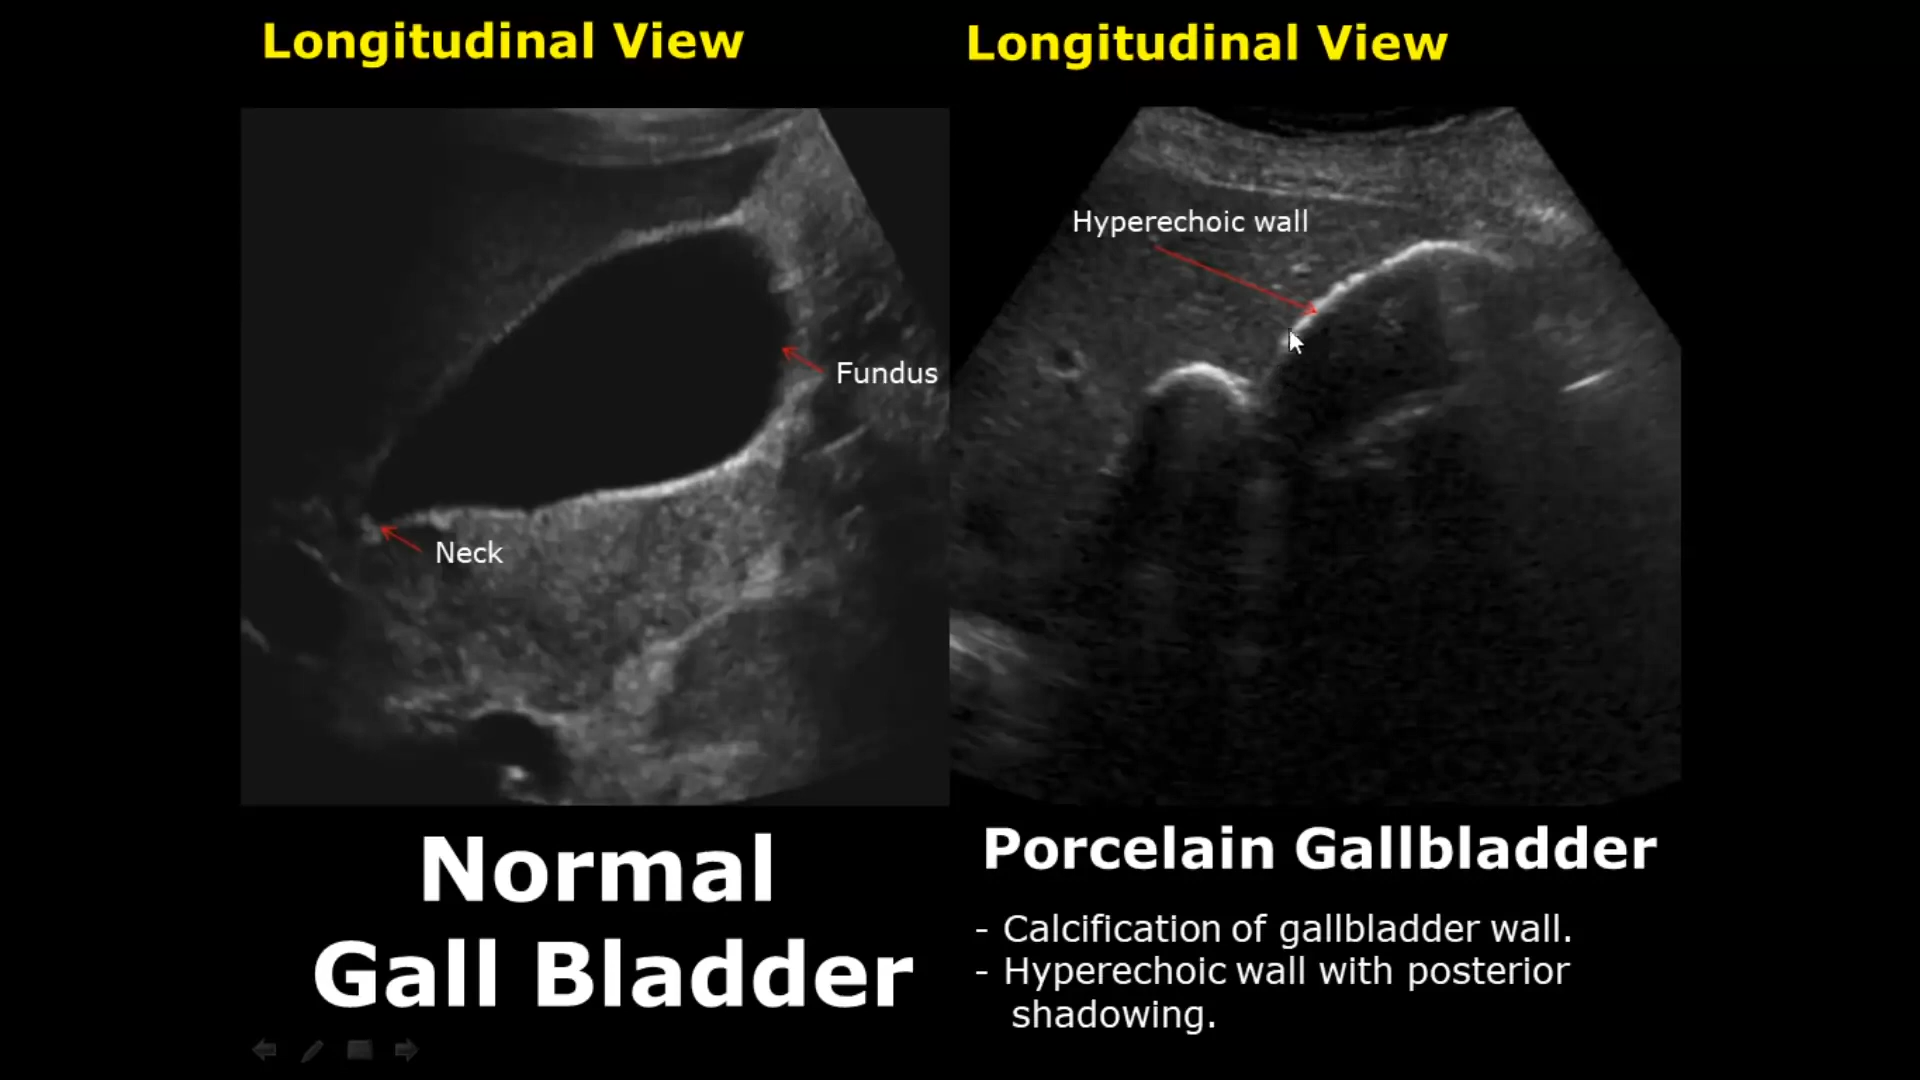 Longitudinal View
Fundus
Neck
Normal
Gall Bladder
Longitudinal View
Hyperechoic wall
Porcelain Gallbladder
- Calcification of gallbladder wall.
- Hyperechoic wall with posterior
shadowing.